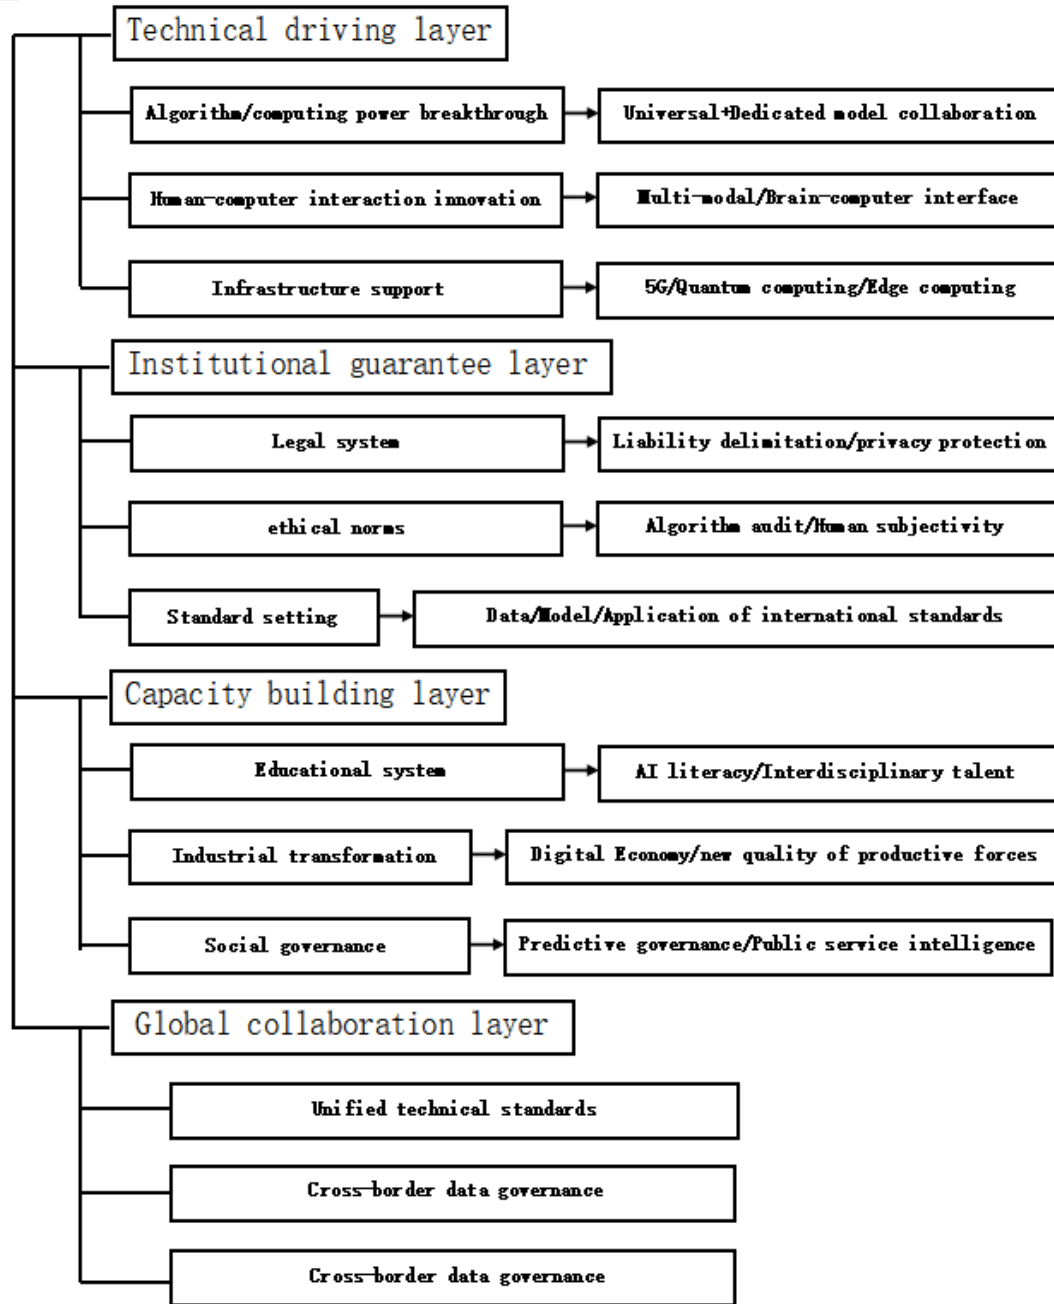 Technical driving layer
Algorithm/computing power breakthrough
Universal+Dedicated model collaboration
Human-computer interaction innovation
Multi-modal/Brain-computer interface
Infrastructure support
5G/Quantum computing/Edge computing
Institutional guarantee layer
Legal system
Liability delimitation/privacy protection
ethical norms
Algorithm audit/Human subjectivity
Standard setting
Data/Model/Application of international standards
Capacity building layer
Educational system
AI literacy/Interdisciplinary talent
Industrial transformation
Digital Economy/new quality of productive forces
Social governance
Predictive governance/Public service intelligence
Global collaboration layer
Unified technical standards
Cross-border data governance
Cross-border data governance